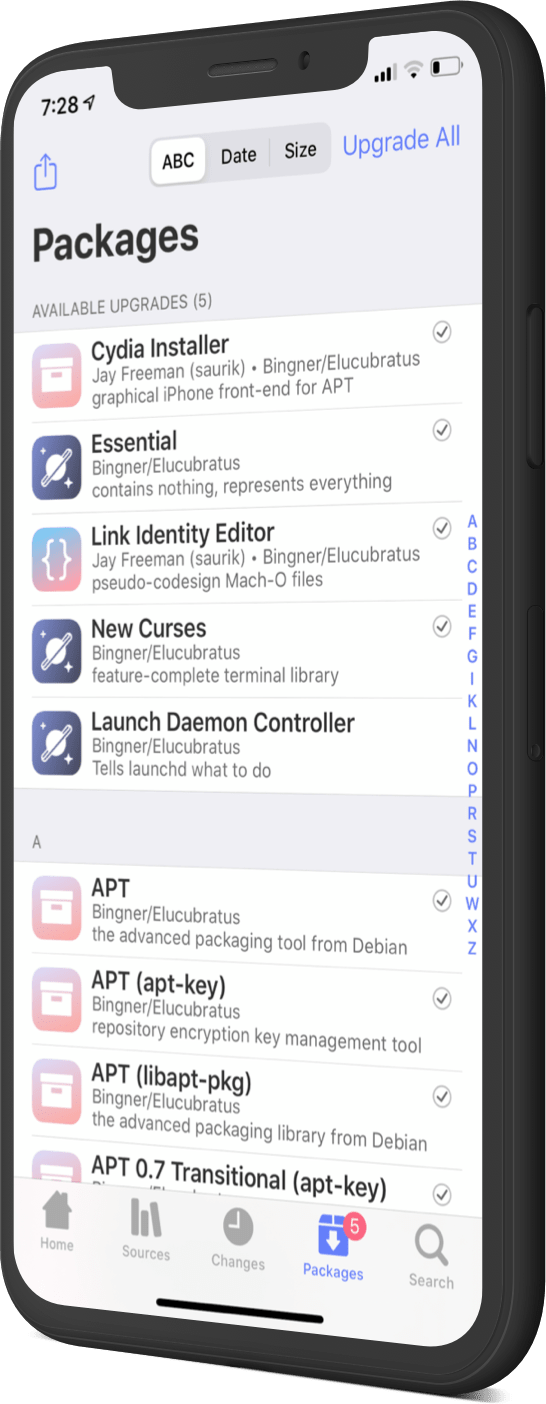 7:28
ABC Date Size Upgrade All
Packages
AVAILABLE UPGRADES (5)
Cydia Installer
Jay Freeman (saurik) • Bingner/Elucubratus
graphical iPhone front-end for APT
Essential
Bingner/Elucubratus
contains nothing, represents everything
Link Identity Editor
Jay Freeman (saurik) • Bingner/Elucubratus
pseudo-codesign Mach-O files
New Curses
Bingner/Elucubratus
feature-complete terminal library
Launch Daemon Controller
Bingner/Elucubratus
Tells launchd what to do
A
APT
Bingner/Elucubratus
the advanced packaging tool from Debian
APT (apt-key)
Bingner/Elucubratus
repository encryption key management tool
APT (libapt-pkg)
Bingner/Elucubratus
the advanced packaging library from Debian
APT 0.7 Transitional (apt-key)
A
B
C
D
E
F
G
I
K
L
N
O
P
R
S
T
U
W
X
Z
5
Home Sources Changes Packages Search